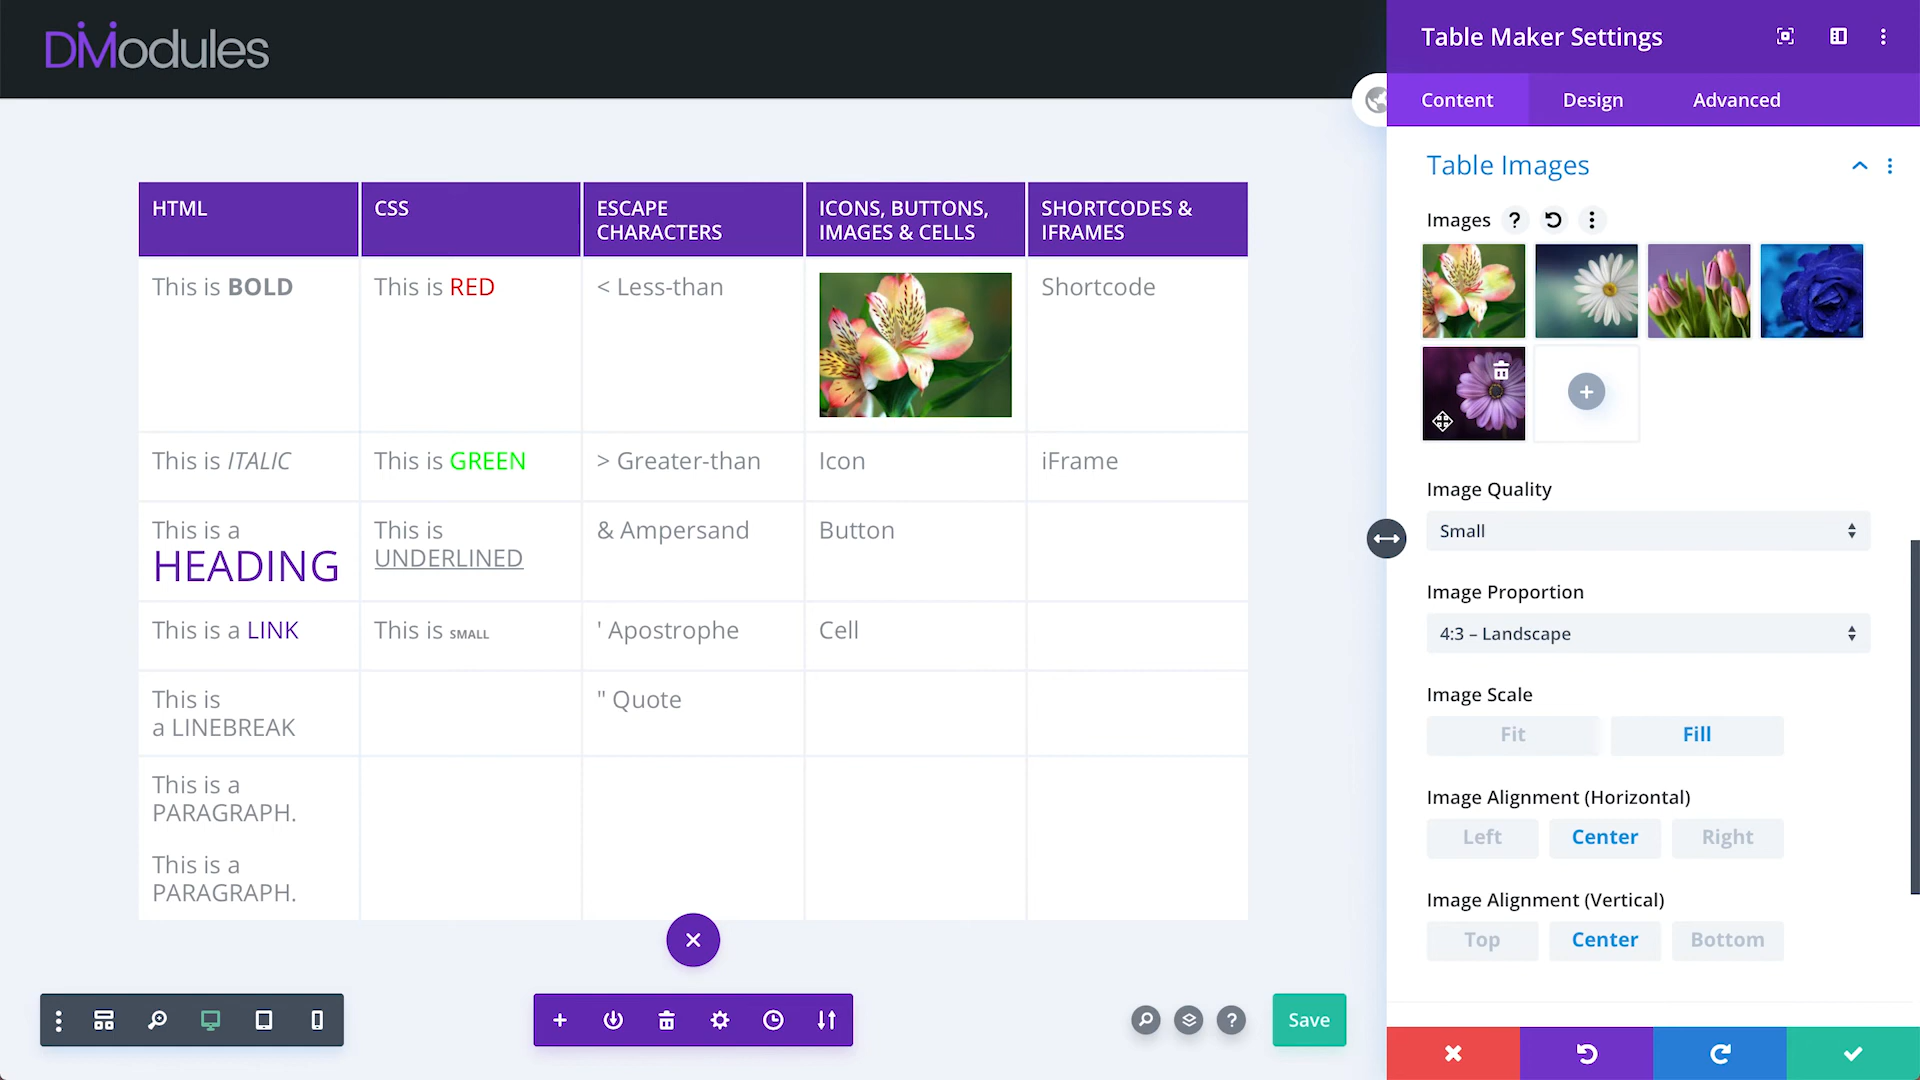 DiModules
Table Maker Settings
Content
Design
Advanced
Table Images
Images
?
HTML
CSS
ESCAPE
CHARACTERS
ICONS, BUTTONS,
IMAGES & CELLS
SHORTCODES &
IFRAMES
This is BOLD
This is RED
< Less-than
Shortcode
This is ITALIC
This is GREEN
> Greater-than
Icon
iFrame
This is a
HEADING
This is
UNDERLINED
& Ampersand
Button
This is a LINK
This is SMALL
' Apostrophe
Cell
This is
a LINEBREAK
" Quote
This is a
PARAGRAPH.
This is a
PARAGRAPH.
Image Quality
Small
Image Proportion
4:3 – Landscape
Image Scale
Fit
Fill
Image Alignment (Horizontal)
Left
Center
Right
Image Alignment (Vertical)
Top
Center
Bottom
?
Save